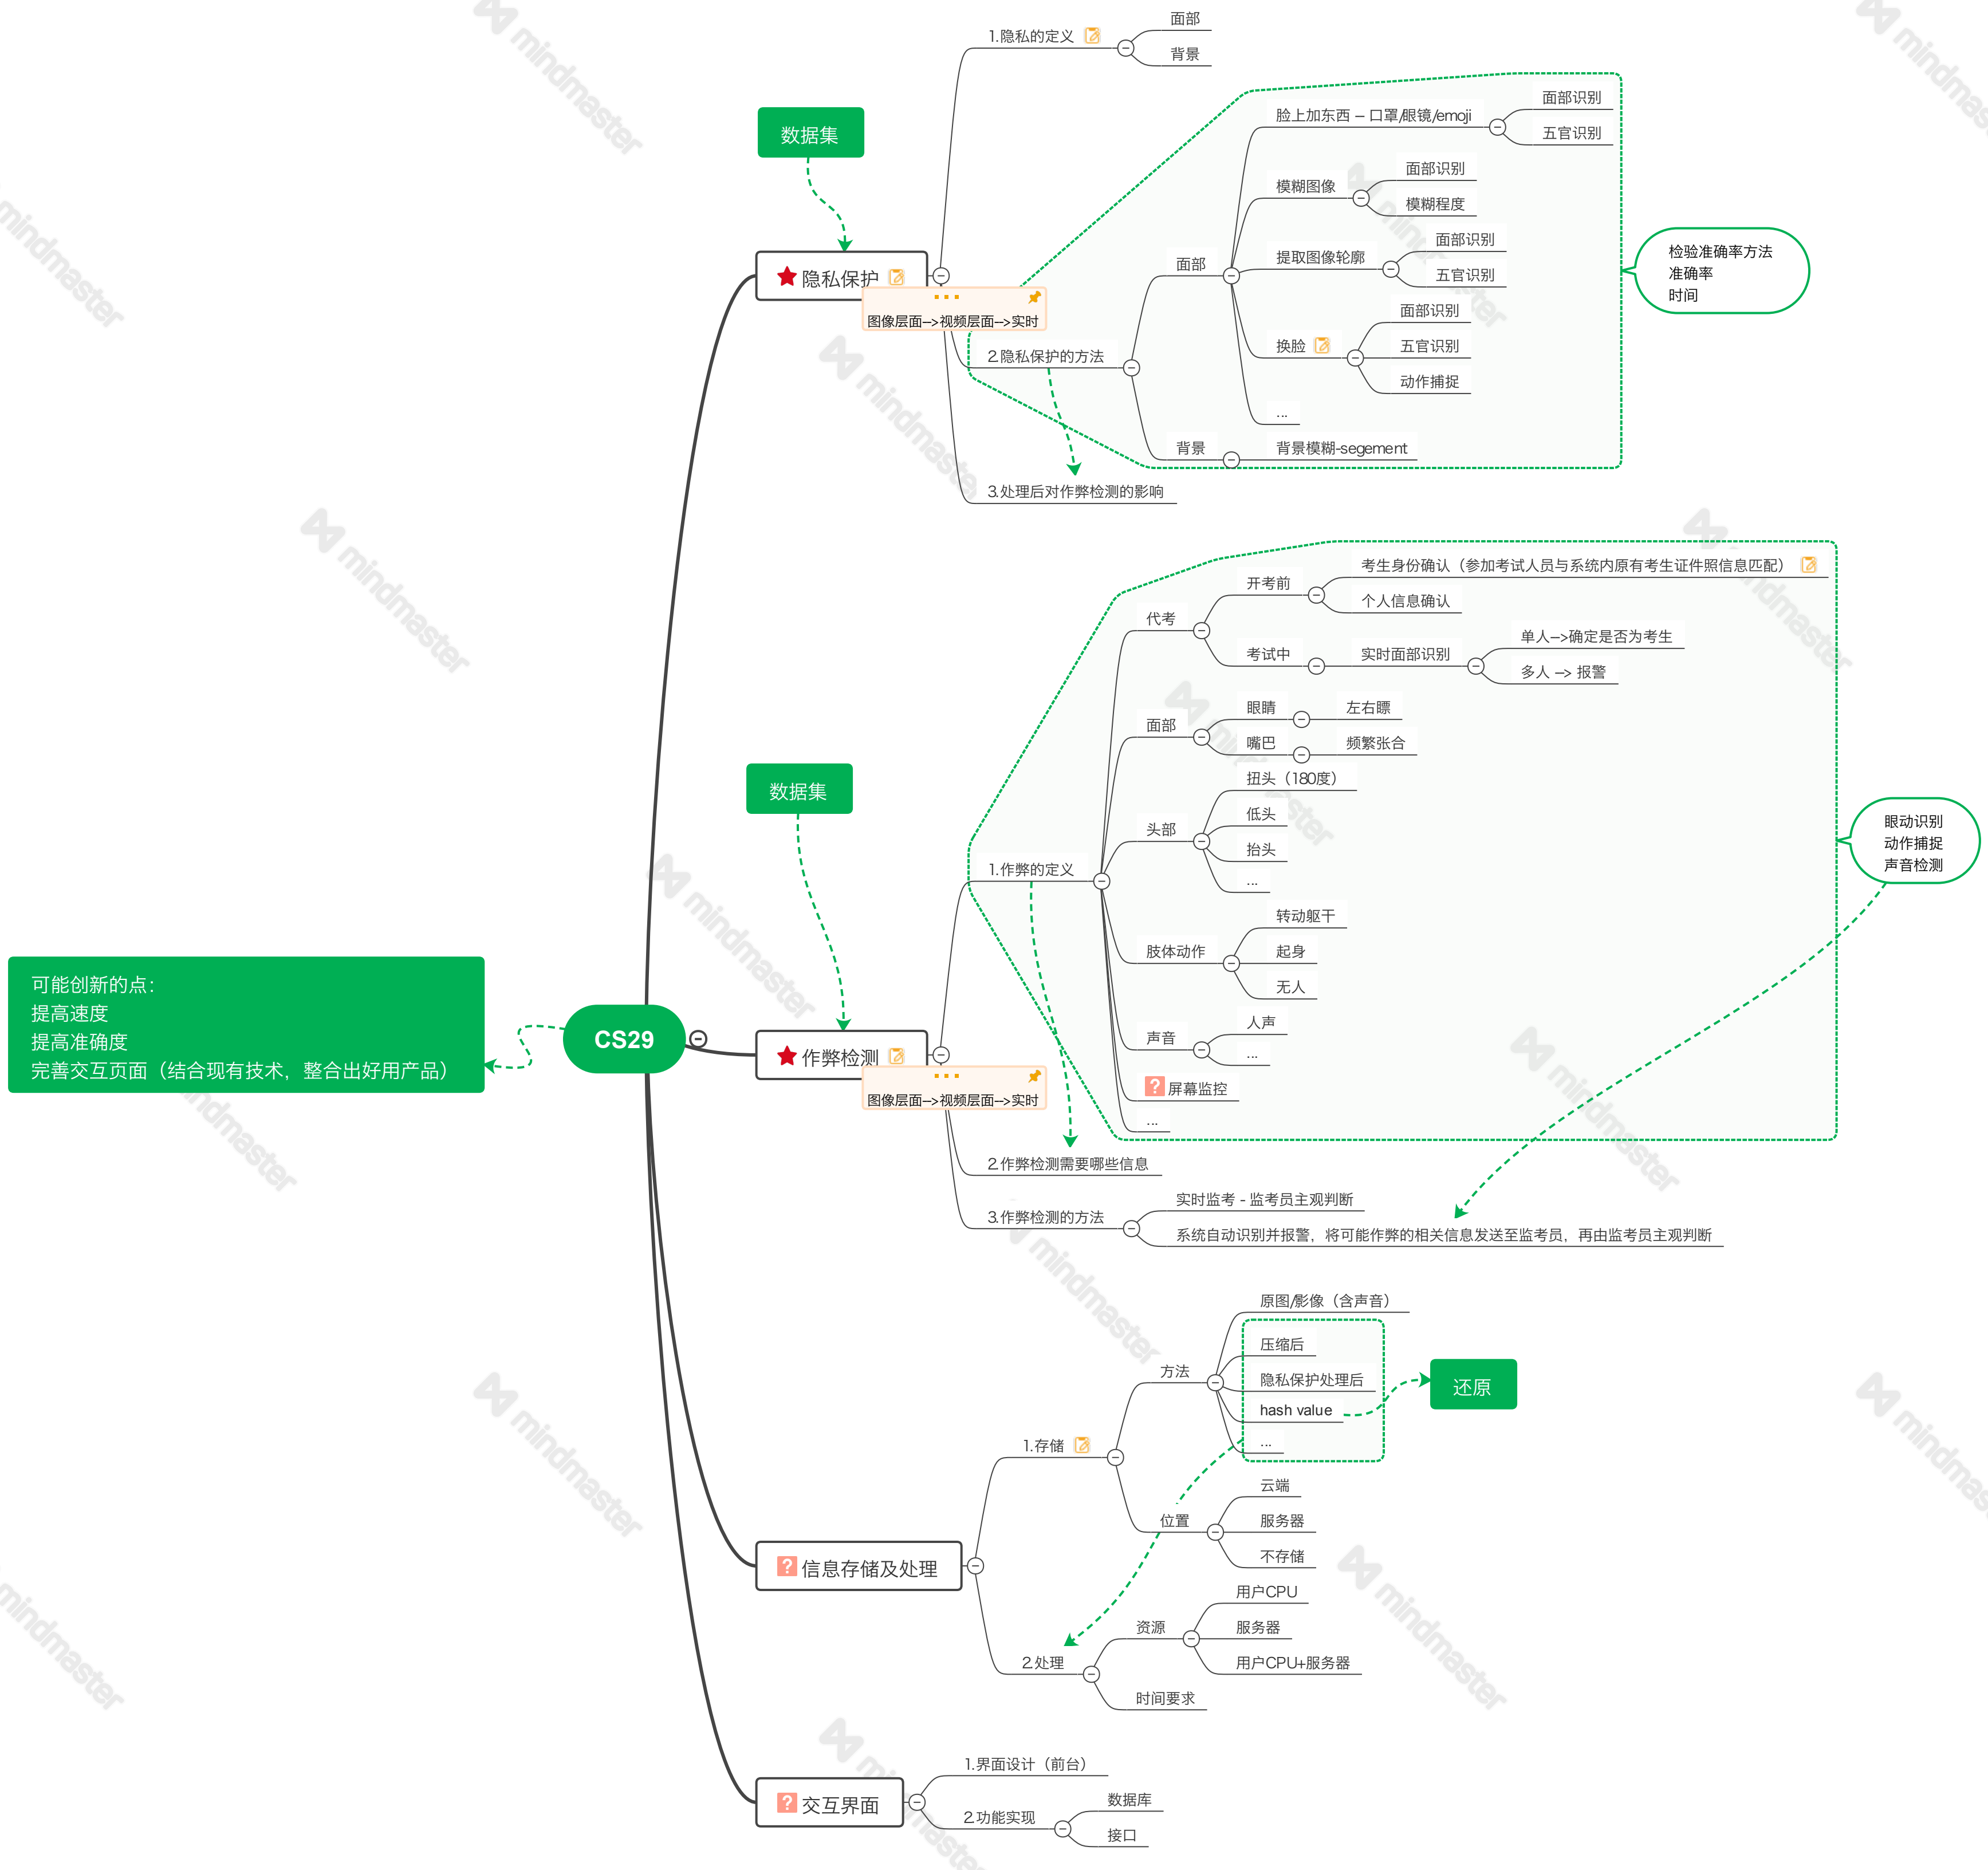 1.隐私的定义
面部
背景
数据集
隐私保护
图像层面-->视频层面-->实时
2.隐私保护的方法
面部
脸上加东西 – 口罩/眼镜/emoji
面部识别
五官识别
模糊图像
面部识别
模糊程度
提取图像轮廓
面部识别
五官识别
换脸
面部识别
五官识别
动作捕捉
...
背景
背景模糊-segement
检验准确率方法
准确率
时间
3.处理后对作弊检测的影响
数据集
作弊检测
图像层面-->视频层面-->实时
1.作弊的定义
代考
开考前
考生身份确认（参加考试人员与系统内原有考生证件照信息匹配）
个人信息确认
考试中
实时面部识别
单人-->确定是否为考生
多人 --> 报警
面部
眼睛
左右瞟
嘴巴
频繁张合
头部
扭头（180度）
低头
抬头
...
肢体动作
转动躯干
起身
无人
声音
人声
...
屏幕监控
...
眼动识别
动作捕捉
声音检测
2.作弊检测需要哪些信息
3.作弊检测的方法
实时监考 - 监考员主观判断
系统自动识别并报警，将可能作弊的相关信息发送至监考员，再由监考员主观判断
可能创新的点：
提高速度
提高准确度
完善交互页面（结合现有技术，整合出好用产品）
CS29
?
信息存储及处理
1.存储
方法
原图/影像（含声音）
压缩后
隐私保护处理后
hash value
...
还原
位置
云端
服务器
不存储
2.处理
资源
用户CPU
服务器
用户CPU+服务器
时间要求
?
交互界面
1.界面设计（前台）
2.功能实现
数据库
接口
mindmaster